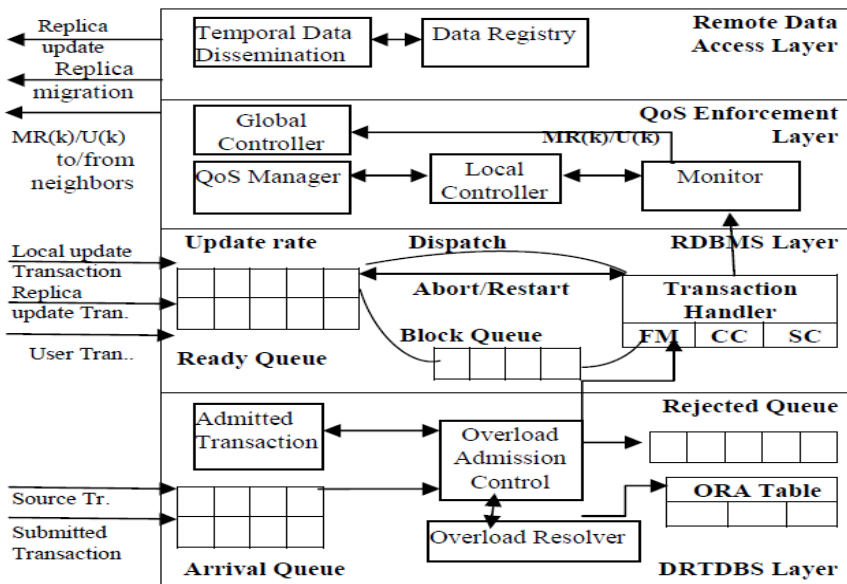 Replica
update
Replica
migration
MR(k)/U(k)
to/from
neighbors
Temporal Data
Dissemination
Data Registry
Remote Data
Access Layer
Global
Controller
QoS Enforcement
Layer
MR(k)/U(k)
QoS Manager
Local
Controller
Monitor
Local update
Transaction
Replica
update Tran.
User Tran..
Update rate
Dispatch
RDBMS Layer
Abort/Restart
Transaction
Handler
FM
CC
SC
Block Queue
Ready Queue
Admitted
Transaction
Overload
Admission
Control
Rejected Queue
Source Tr.
Submitted
Transaction
ORA Table
Overload Resolver
Arrival Queue
DRTDBS Layer